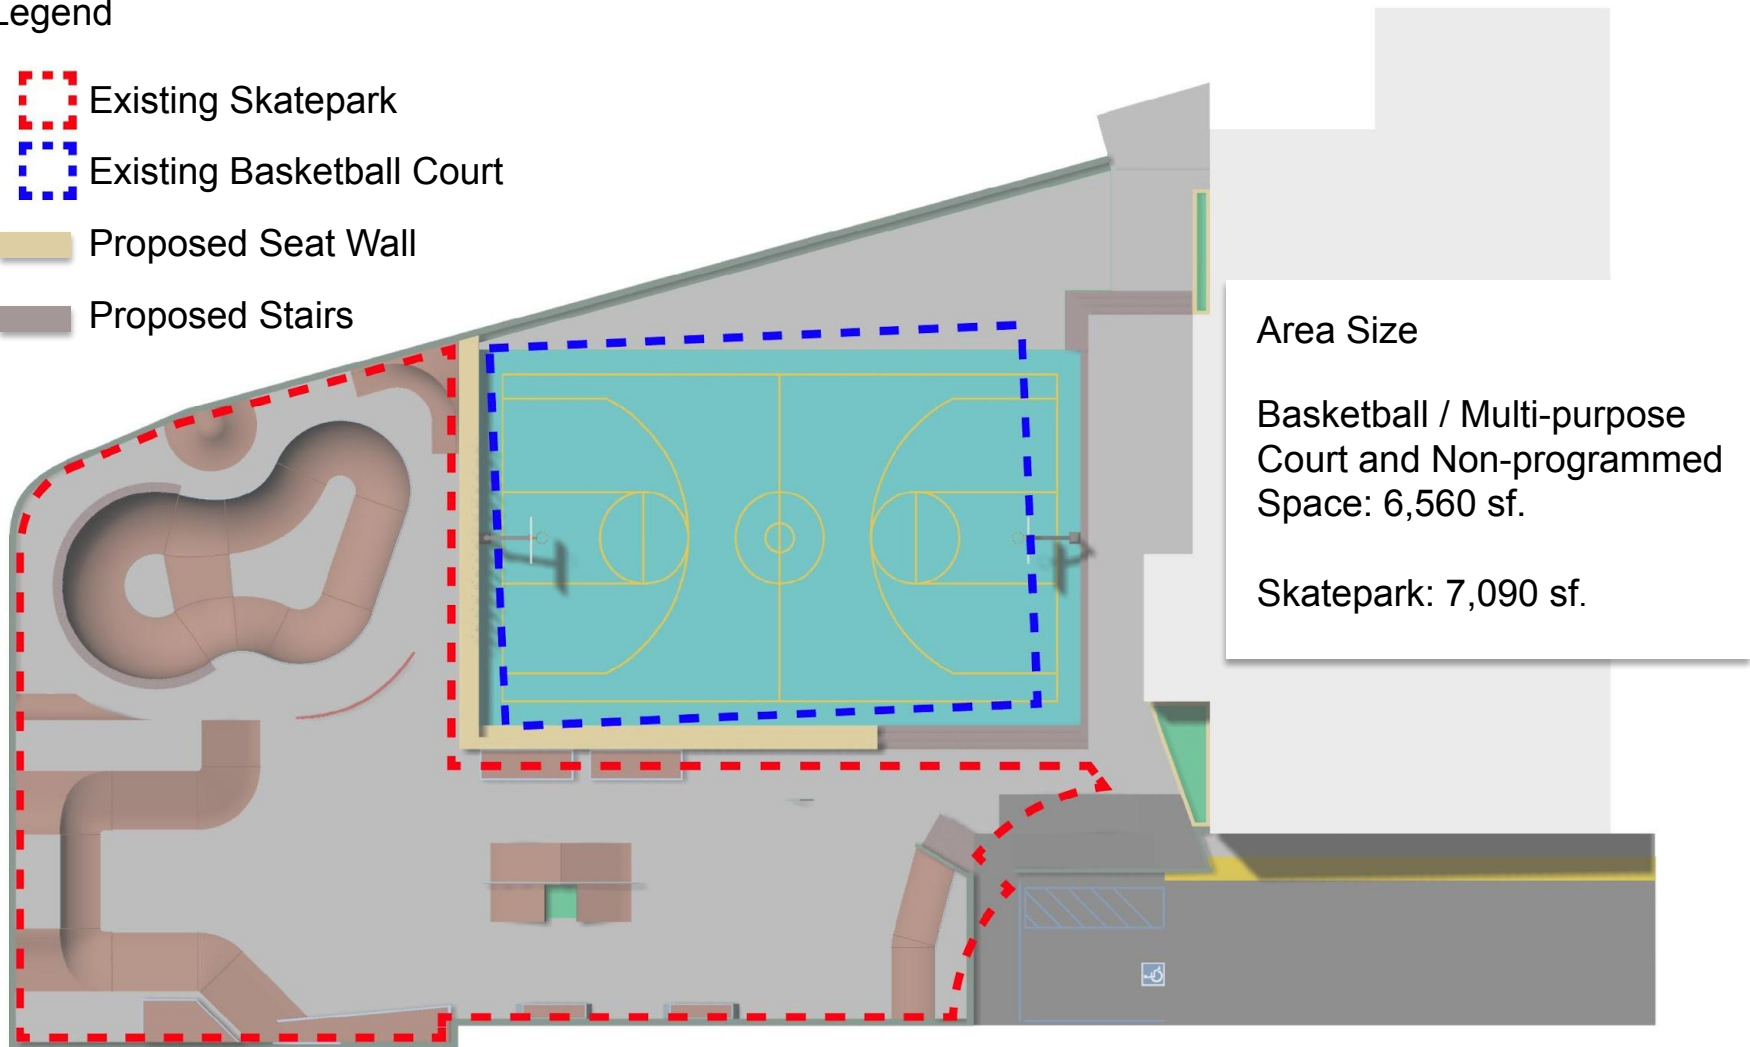 Legend
Existing Skatepark
Existing Basketball Court
Proposed Seat Wall
Proposed Stairs
Area Size
Basketball / Multi-purpose
Court and Non-programmed
Space: 6,560 sf.
Skatepark: 7,090 sf.